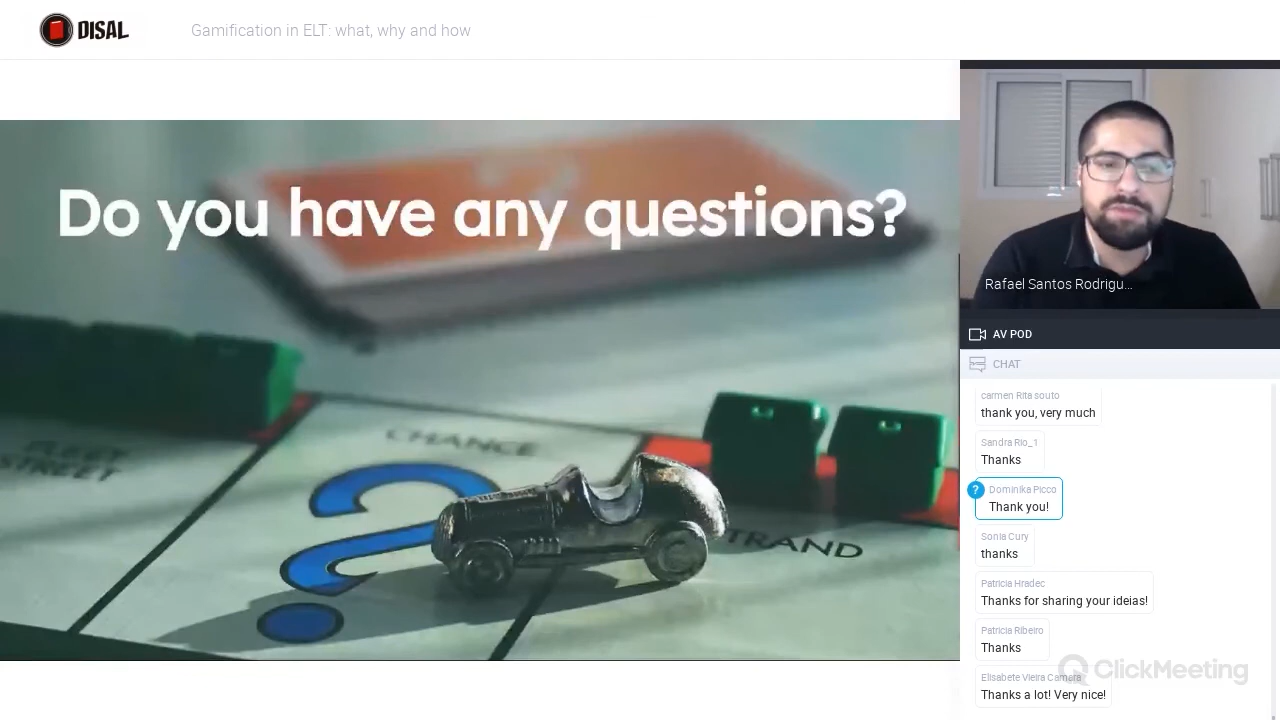 DISAL
Gamification in ELT: what, why and how
Do you have any questions?
FLEET
STREET
CHANCE
STRAND
Rafael Santos Rodrigu...
AV POD
CHAT
carmen Rita souto
thank you, very much
Sandra Rio_1
Thanks
?
Dominika Picco
Thank you!
Sonia Cury
thanks
Patricia Hradec
Thanks for sharing your ideias!
Patricia Ribeiro
Thanks
ClickMeeting
Elisabete Vieira Camara
Thanks a lot! Very nice!